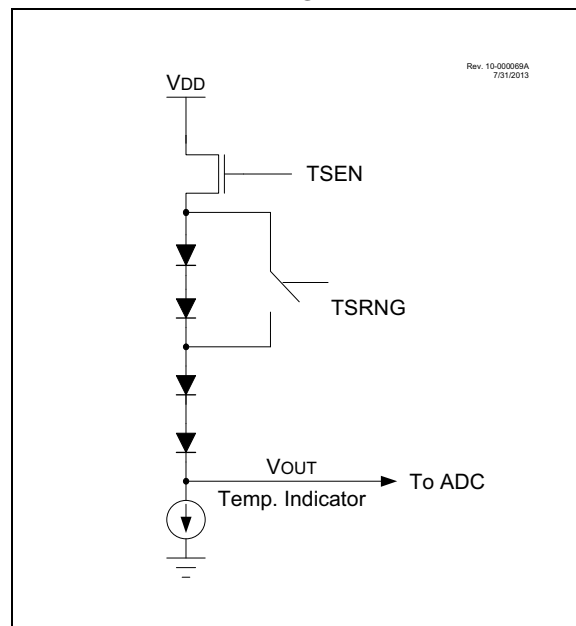 Rev. 10-000069A
7/31/2013
VDD
TSEN
TSRNG
VOUT
To ADC
Temp. Indicator